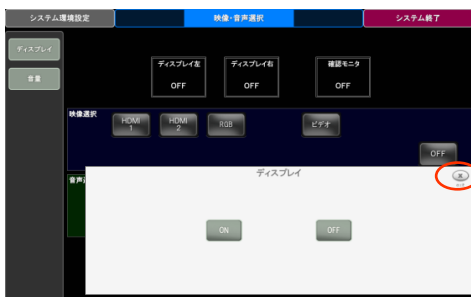 システム環境設定
映像・音声選択
システム終了
ディスプレイ
音量
ディスプレイ左
OFF
ディスプレイ右
OFF
確認モニタ
OFF
映像選択
HDMI
1
HDMI
2
RGB
ビデオ
OFF
音声
ディスプレイ
ON
OFF